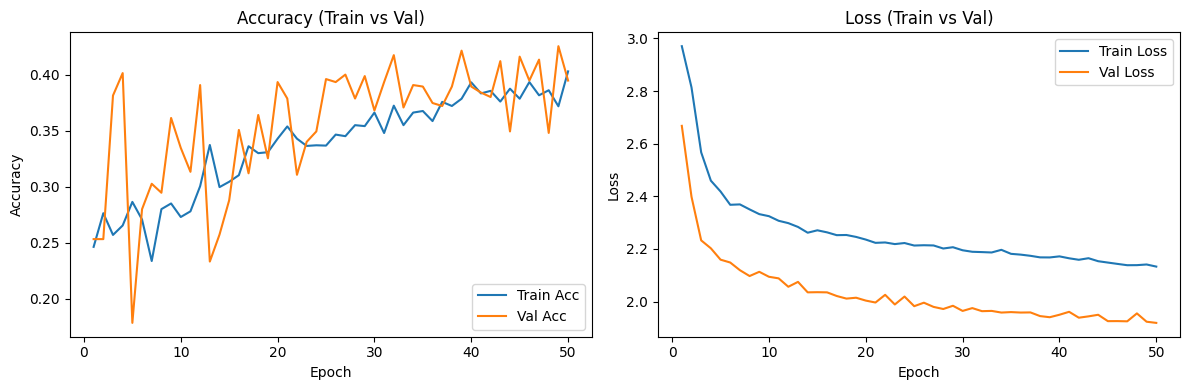 Accuracy (Train vs Val)
Accuracy
0.40
0.35
0.30
0.25
0.20
0 10 20 30 40 50
Epoch
Train Acc
Val Acc
Loss (Train vs Val)
Loss
3.0
2.8
2.6
2.4
2.2
2.0
0 10 20 30 40 50
Epoch
Train Loss
Val Loss